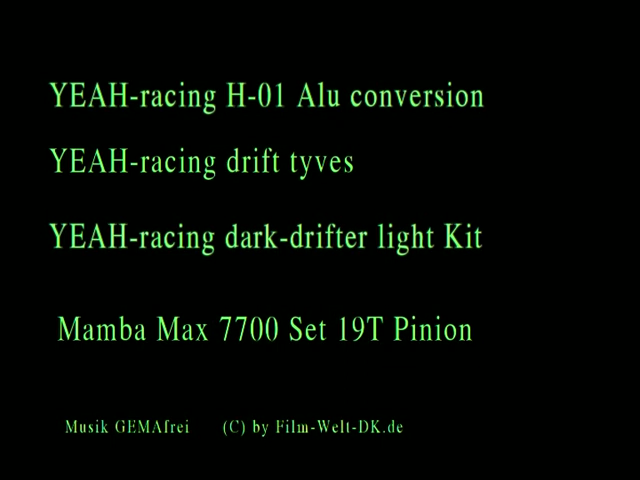 YEAH-racing H-01 Alu conversion
YEAH-racing drift tyves
YEAH-racing dark-drifter light Kit
Mamba Max 7700 Set 19T Pinion
Musik GEMAfrei (C) by Film-Welt-DK.de